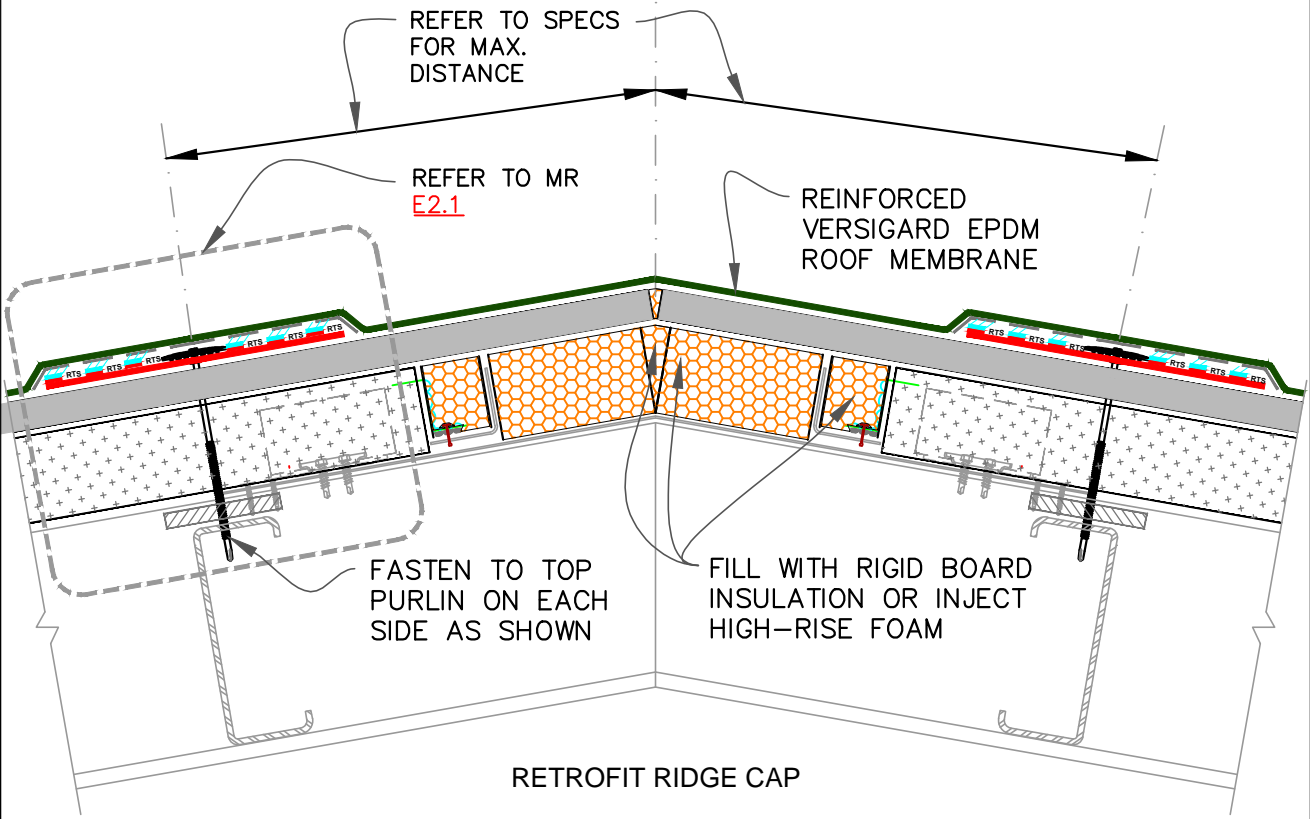 REFER TO SPECS
FOR MAX.
DISTANCE
REFER TO MR
E2.1
REINFORCED
VERSIGARD EPDM
ROOF MEMBRANE
RTS RTS RTS RTS RTS
RTS RTS RTS RTS RTS
FASTEN TO TOP
PURLIN ON EACH
SIDE AS SHOWN
FILL WITH RIGID BOARD
INSULATION OR INJECT
HIGH-RISE FOAM
RETROFIT RIDGE CAP